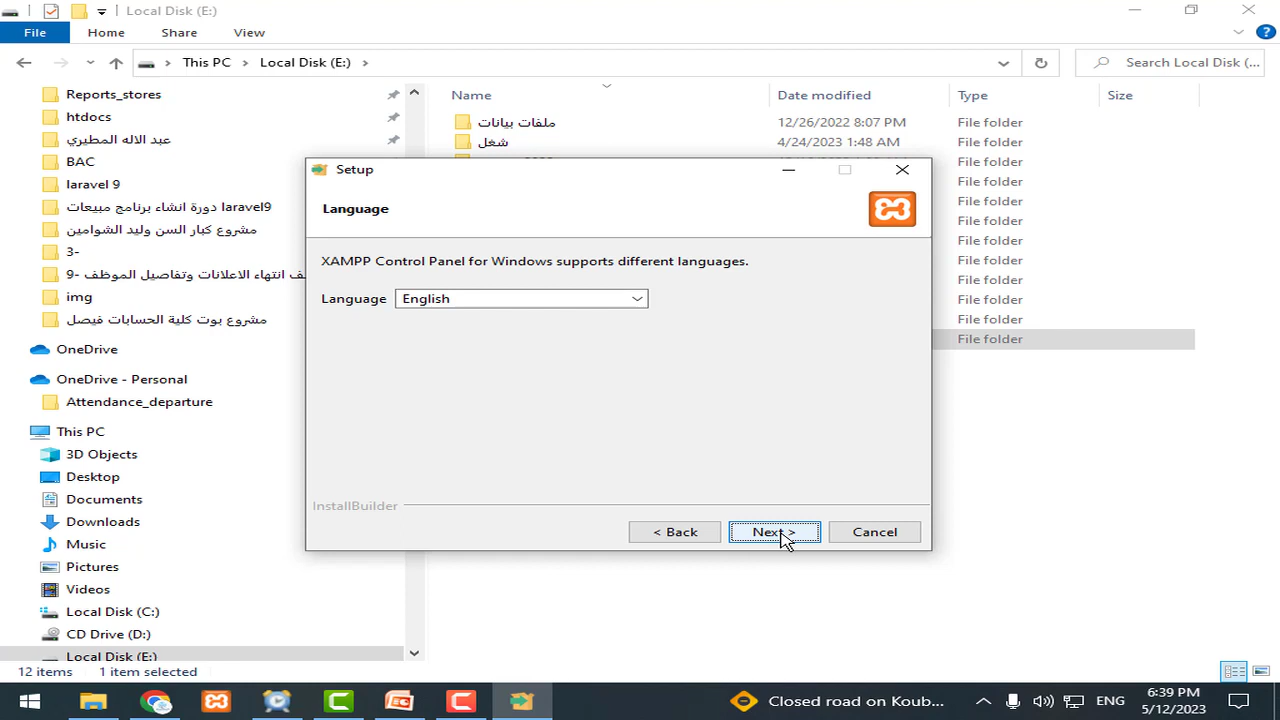 Local Disk (E:)
File Home Share View
This PC Local Disk (E:) Search Local Disk (...
Name Date modified Type Size
Reports_stores
htdocs
عبد الاله المطيري
BAC
laravel 9
دورة انشاء برنامج مبيعات laravel9
مشروع كبار السن وليد الشوامين
3-
9- انتهاء الاعلانات وتفاصيل الموظف
img
مشروع بوت كلية الحسابات فيصل
OneDrive
OneDrive - Personal
Attendance_departure
This PC
3D Objects
Desktop
Documents
Downloads
Music
Pictures
Videos
Local Disk (C:)
CD Drive (D:)
Local Disk (E:)
ملفات بيانات 12/26/2022 8:07 PM File folder
شغل 4/24/2023 1:48 AM File folder
File folder
File folder
File folder
File folder
File folder
File folder
File folder
File folder
File folder
File folder
Setup
Language
XAMPP Control Panel for Windows supports different languages.
Language English
InstallBuilder
< Back Next > Cancel
12 items 1 item selected
Closed road on Koub... ENG 6:39 PM
5/12/2023